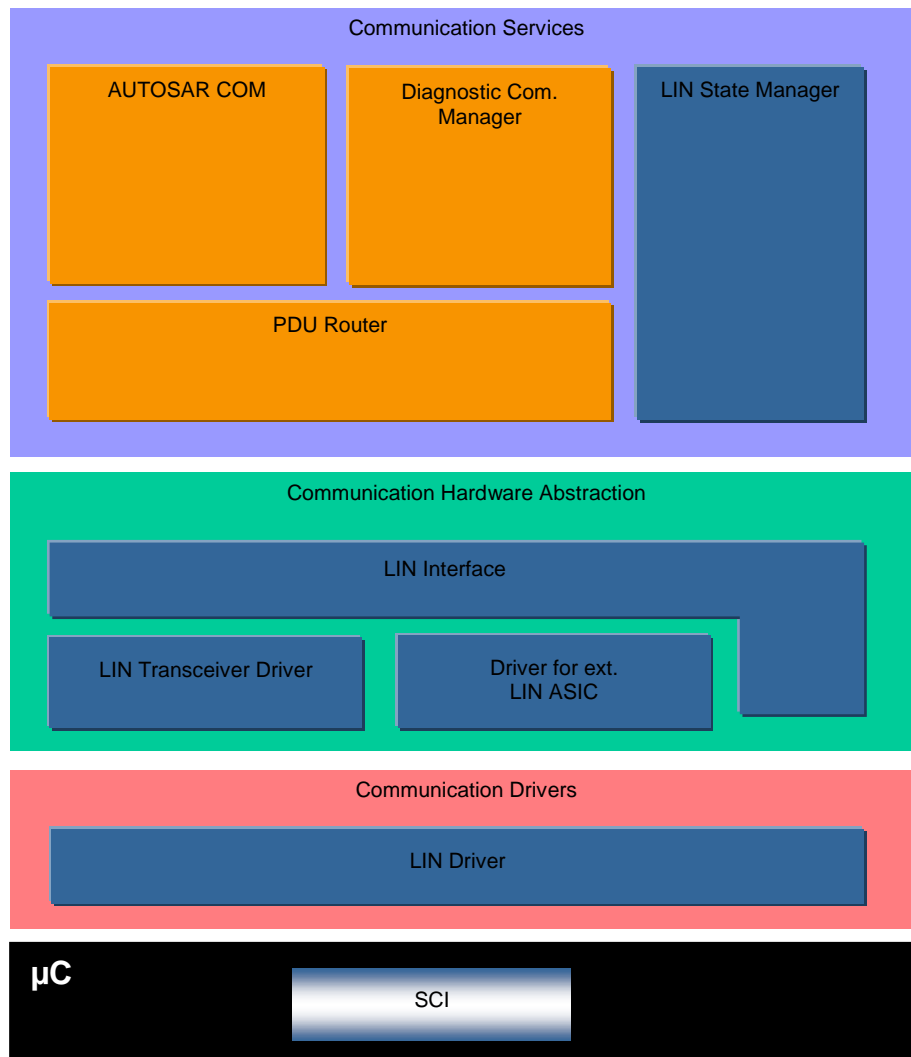 Communication Services
AUTOSAR COM
Diagnostic Com.
Manager
LIN State Manager
PDU Router
Communication Hardware Abstraction
LIN Interface
LIN Transceiver Driver
Driver for ext.
LIN ASIC
Communication Drivers
LIN Driver
µC
SCI